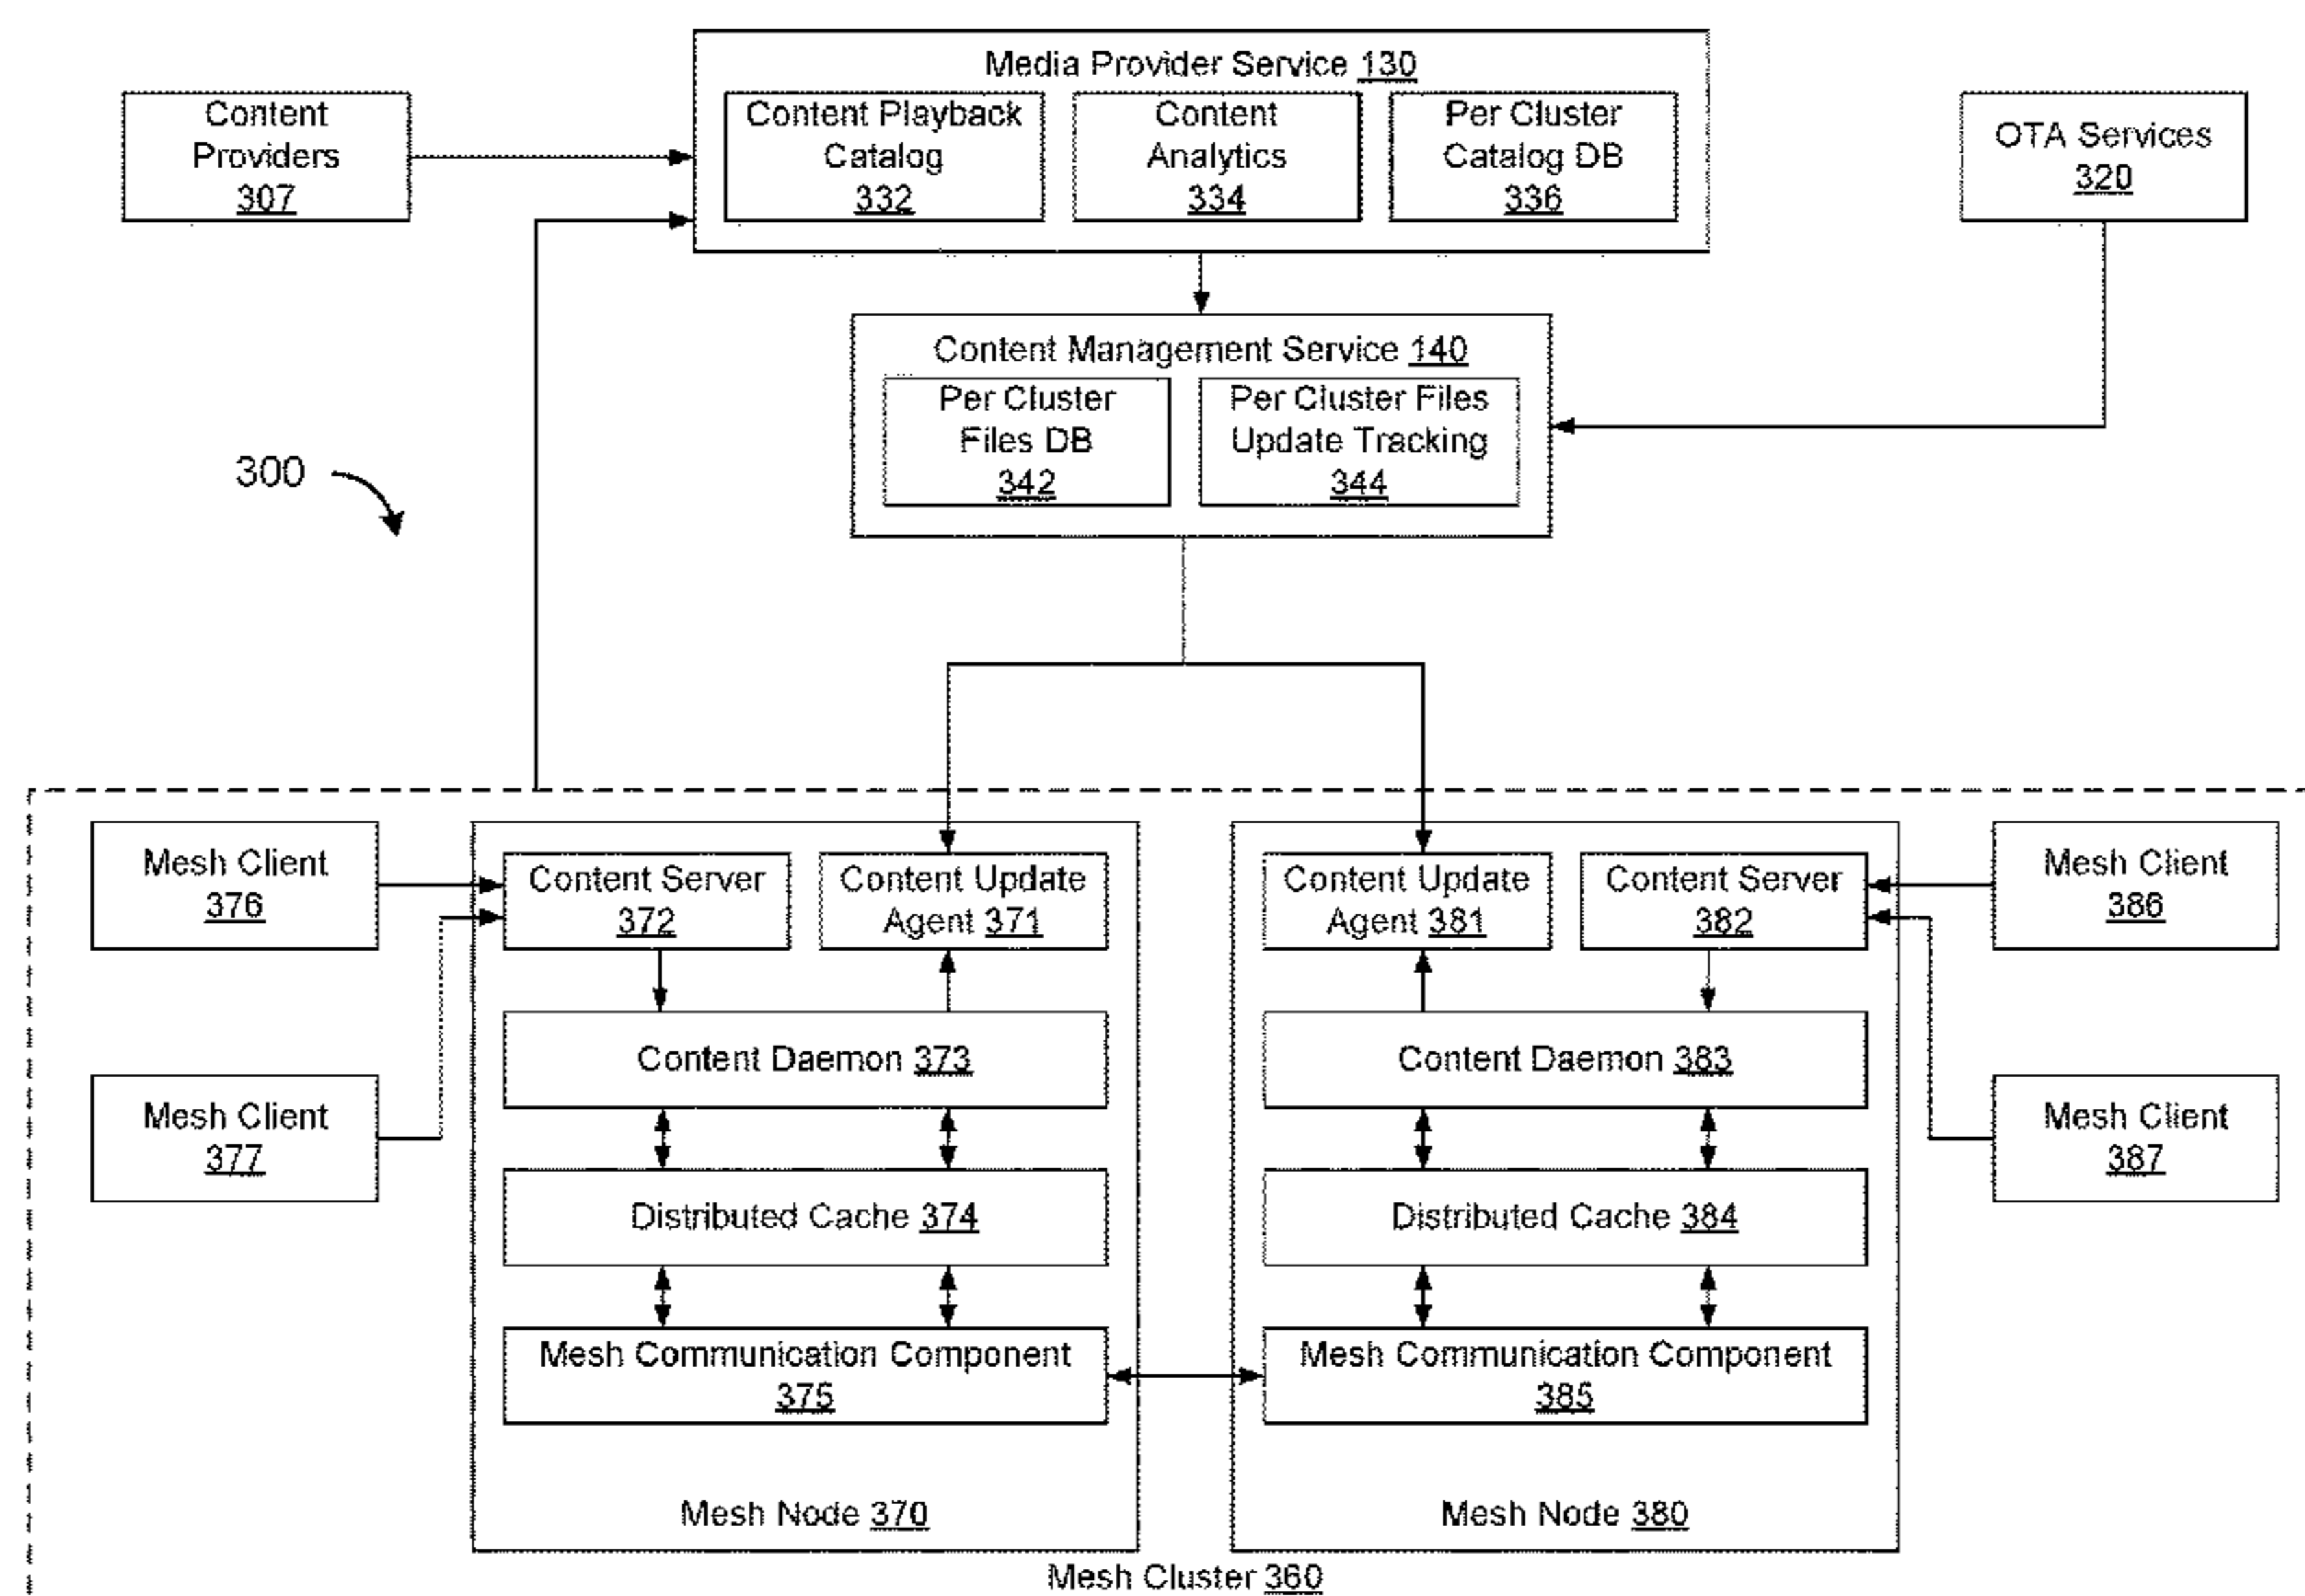 Media Provider Service 130
Content
Providers
307
Content Playback
Catalog
332
Content
Analytics
334
Per Cluster
Catalog DB
336
OTA Services
320
Content Management Service 140
Per Cluster
Files DB
342
Per Cluster Files
Update Tracking
344
300
Mesh Client
376
Content Server
372
Content Update
Agent 371
Content Update
Agent 381
Content Server
382
Mesh Client
386
Content Daemon 373
Content Daemon 383
Mesh Client
377
Mesh Client
387
Distributed Cache 374
Distributed Cache 384
Mesh Communication Component
375
Mesh Communication Component
385
Mesh Node 370
Mesh Node 380
Mesh Cluster 360